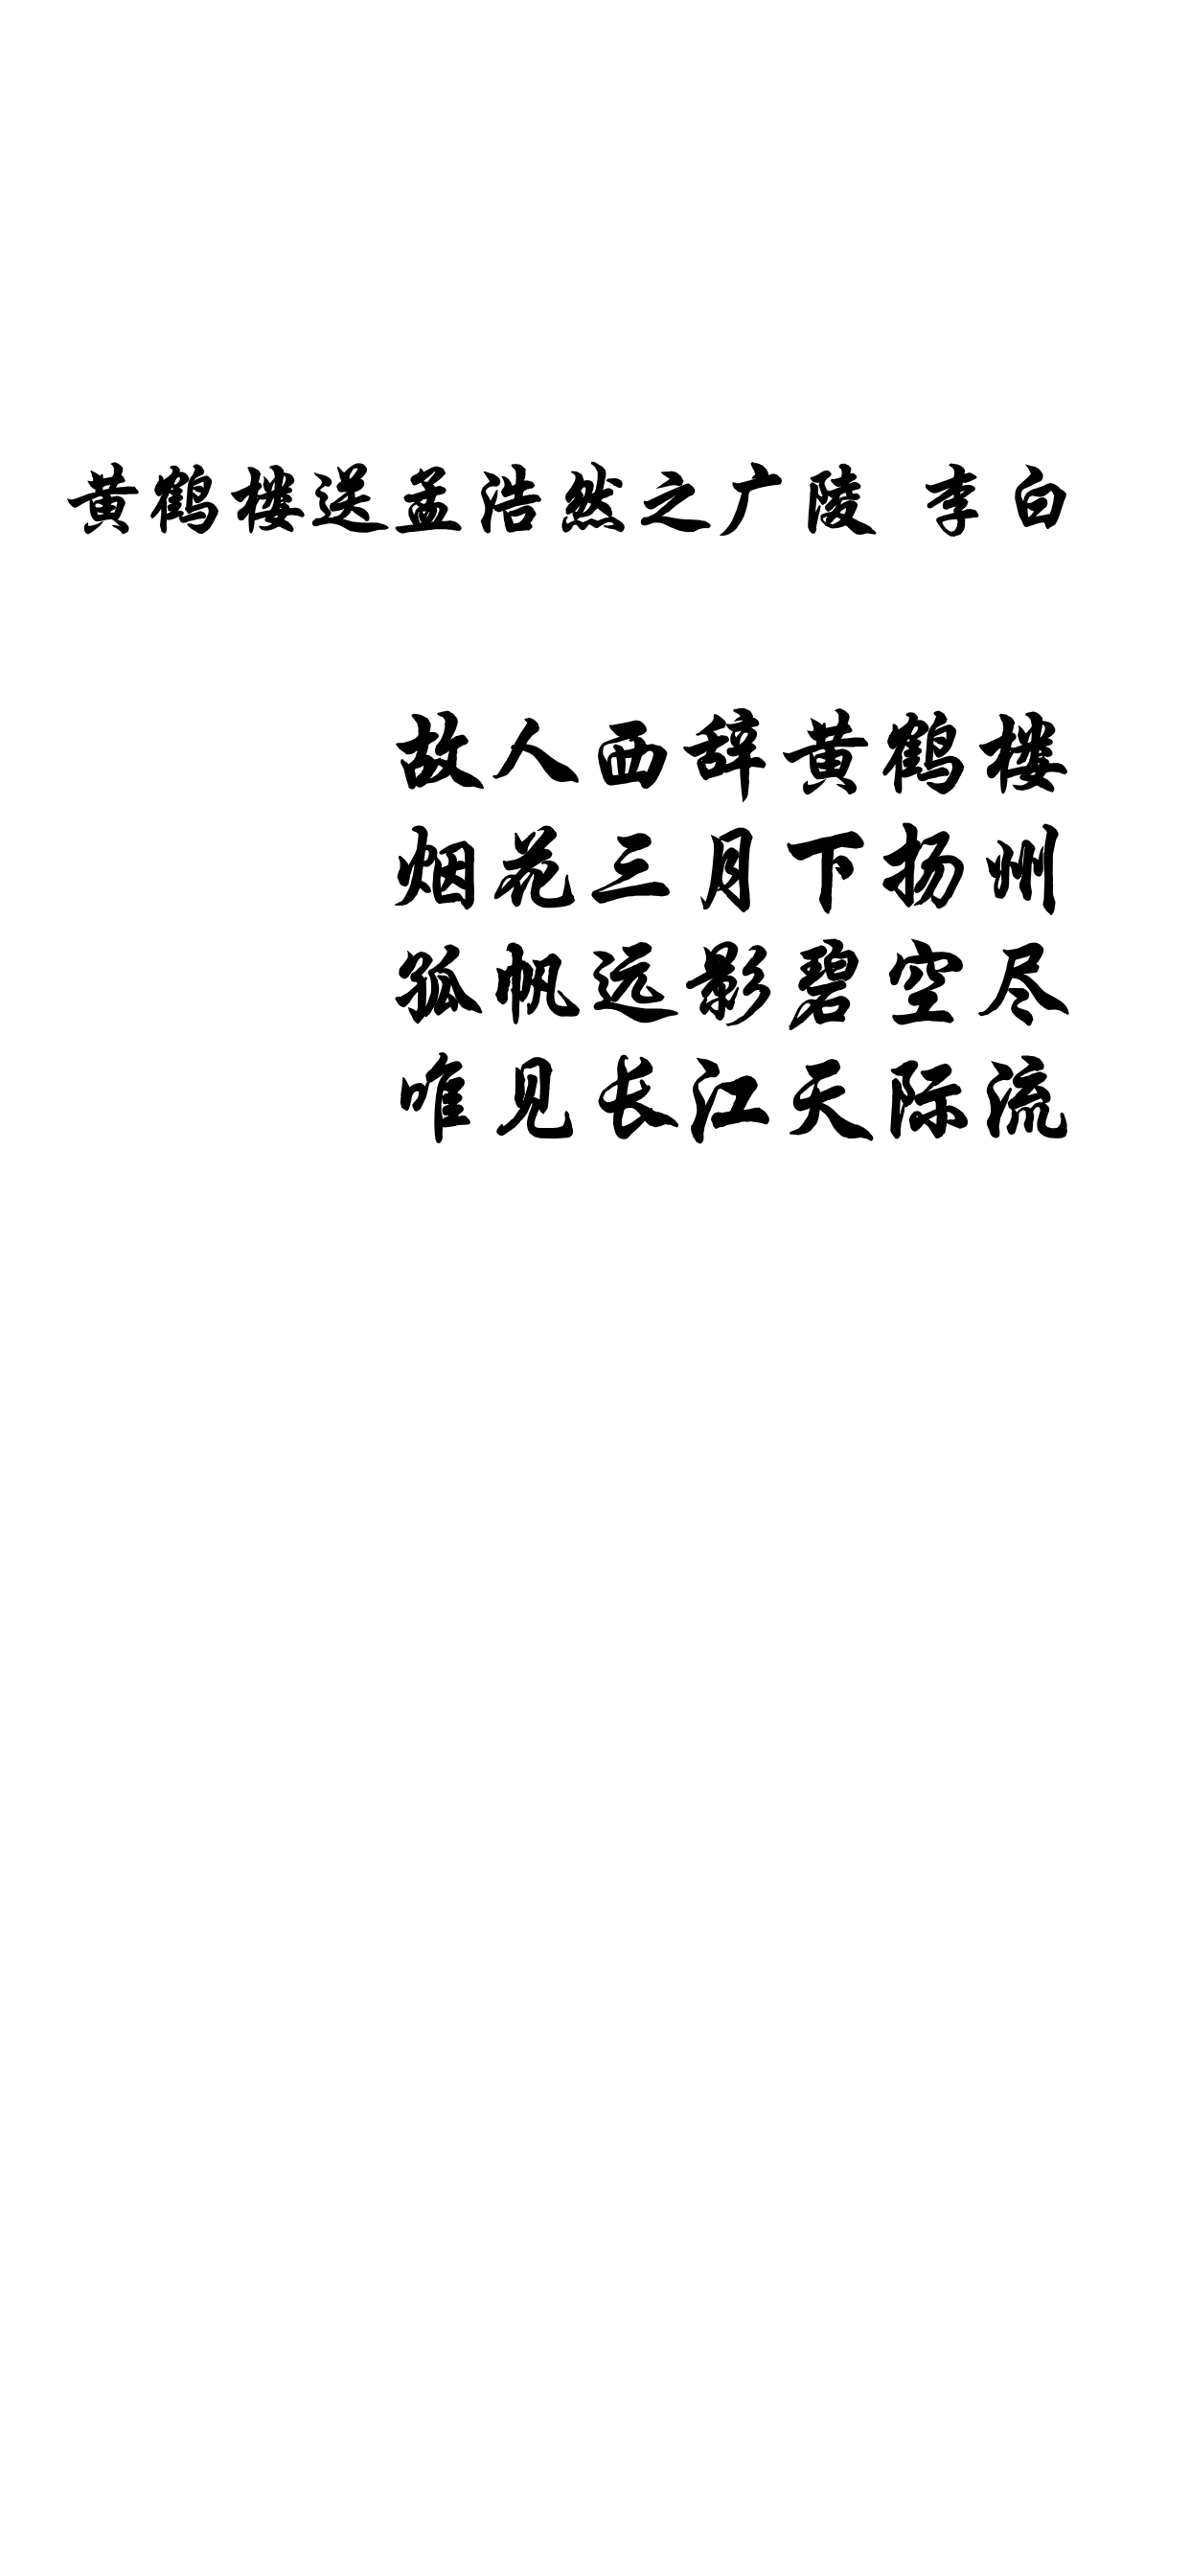 黄鹤楼送孟浩然之广陵 李白
故人西辞黄鹤楼
烟花三月下扬州
孤帆远影碧空尽
唯见长江天际流